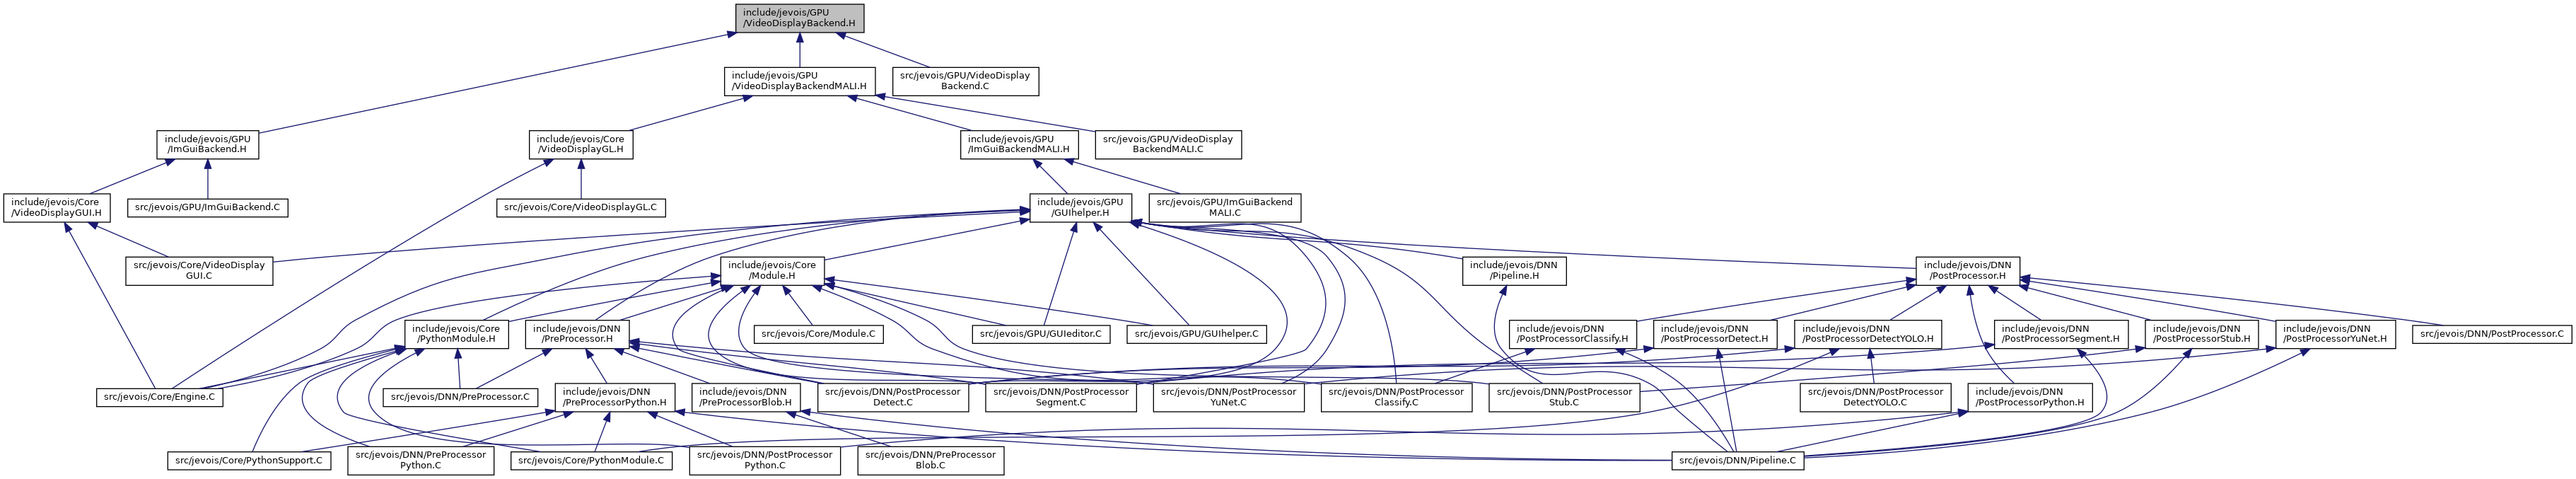 include/jevois/GPU
/VideoDisplayBackend.H
include/jevois/GPU
/VideoDisplayBackendMALI.H
src/jevois/GPU/VideoDisplay
Backend.C
include/jevois/GPU
/ImGuiBackend.H
include/jevois/Core
/VideoDisplayGL.H
include/jevois/GPU
/ImGuiBackendMALI.H
src/jevois/GPU/VideoDisplay
BackendMALI.C
include/jevois/Core
/VideoDisplayGUI.H
src/jevois/GPU/ImGuiBackend.C
src/jevois/Core/VideoDisplayGL.C
include/jevois/GPU
/GUIhelper.H
src/jevois/GPU/ImGuiBackend
MALI.C
src/jevois/Core/VideoDisplay
GUI.C
include/jevois/Core
/Module.H
include/jevois/DNN
/Pipeline.H
include/jevois/DNN
/PostProcessor.H
include/jevois/Core
/PythonModule.H
include/jevois/DNN
/PreProcessor.H
src/jevois/Core/Module.C
src/jevois/GPU/GUIeditor.C
src/jevois/GPU/GUIhelper.C
include/jevois/DNN
/PostProcessorClassify.H
include/jevois/DNN
/PostProcessorDetect.H
include/jevois/DNN
/PostProcessorDetectYOLO.H
include/jevois/DNN
/PostProcessorSegment.H
include/jevois/DNN
/PostProcessorStub.H
include/jevois/DNN
/PostProcessorYuNet.H
src/jevois/DNN/PostProcessor.C
src/jevois/Core/Engine.C
src/jevois/DNN/PreProcessor.C
include/jevois/DNN
/PreProcessorPython.H
include/jevois/DNN
/PreProcessorBlob.H
src/jevois/DNN/PostProcessor
Detect.C
src/jevois/DNN/PostProcessor
Segment.C
src/jevois/DNN/PostProcessor
YuNet.C
src/jevois/DNN/PostProcessor
Classify.C
src/jevois/DNN/PostProcessor
Stub.C
src/jevois/DNN/PostProcessor
DetectYOLO.C
include/jevois/DNN
/PostProcessorPython.H
src/jevois/Core/PythonSupport.C
src/jevois/DNN/PreProcessor
Python.C
src/jevois/Core/PythonModule.C
src/jevois/DNN/PostProcessor
Python.C
src/jevois/DNN/PreProcessor
Blob.C
src/jevois/DNN/Pipeline.C